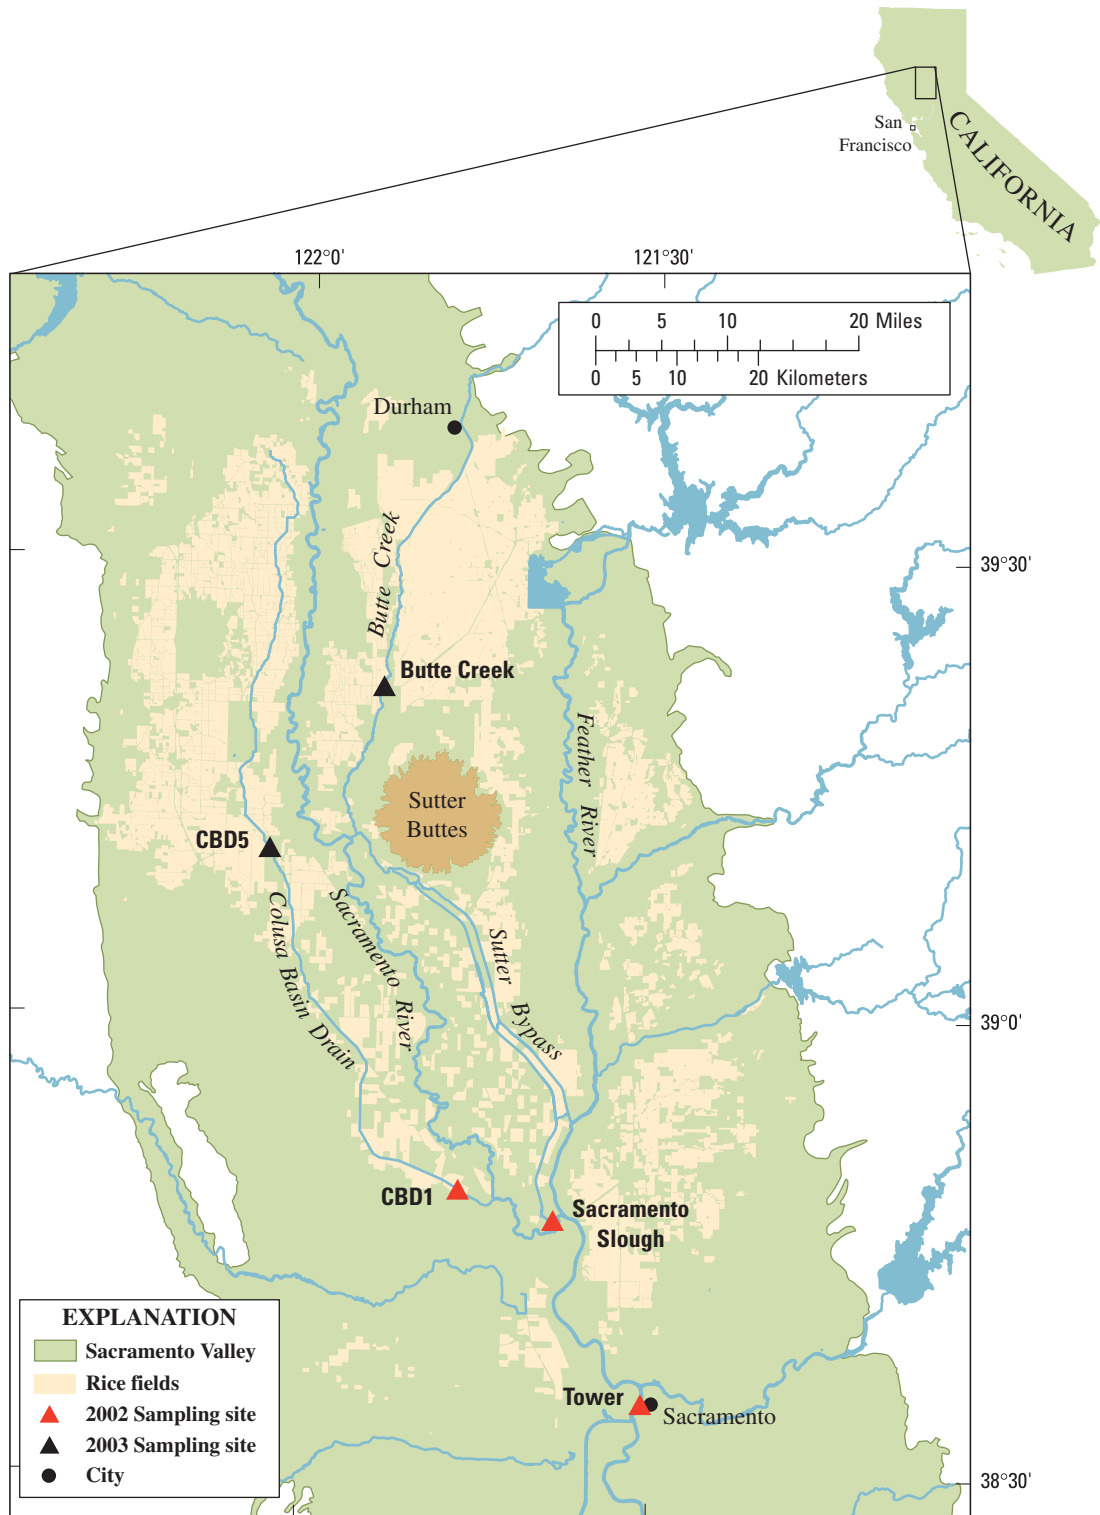 San
Francisco
CALIFORNIA
122°0'
121°30'
0 5 10 20 Miles
0 5 10 20 Kilometers
Durham
Butte Creek
39°30'
Butte Creek
Feather River
Sutter
Buttes
CBD5
Colusa Basin Drain
Sacramento River
Sutter Bypass
39°0'
CBD1
Sacramento
Slough
EXPLANATION
Sacramento Valley
Rice fields
2002 Sampling site
2003 Sampling site
City
Tower
Sacramento
38°30'